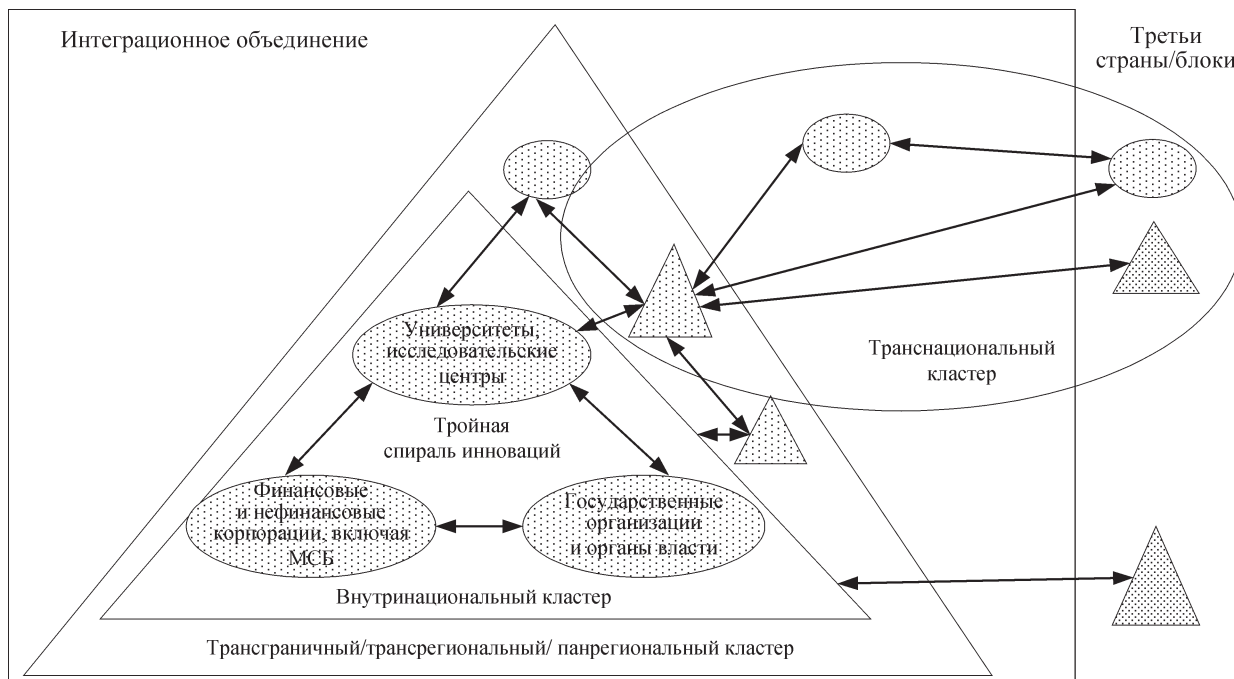 Интеграционное объединение
Третьи
страны/блоки
Транснациональный
кластер
Университеты,
исследовательские
центры
Тройная
спираль инноваций
Финансовые
и нефинансовые
корпорации, включая
МСБ
Государственные
организации
и органы власти
Внутринациональный кластер
Трансграничный/трансрегиональный/ панрегиональный кластер